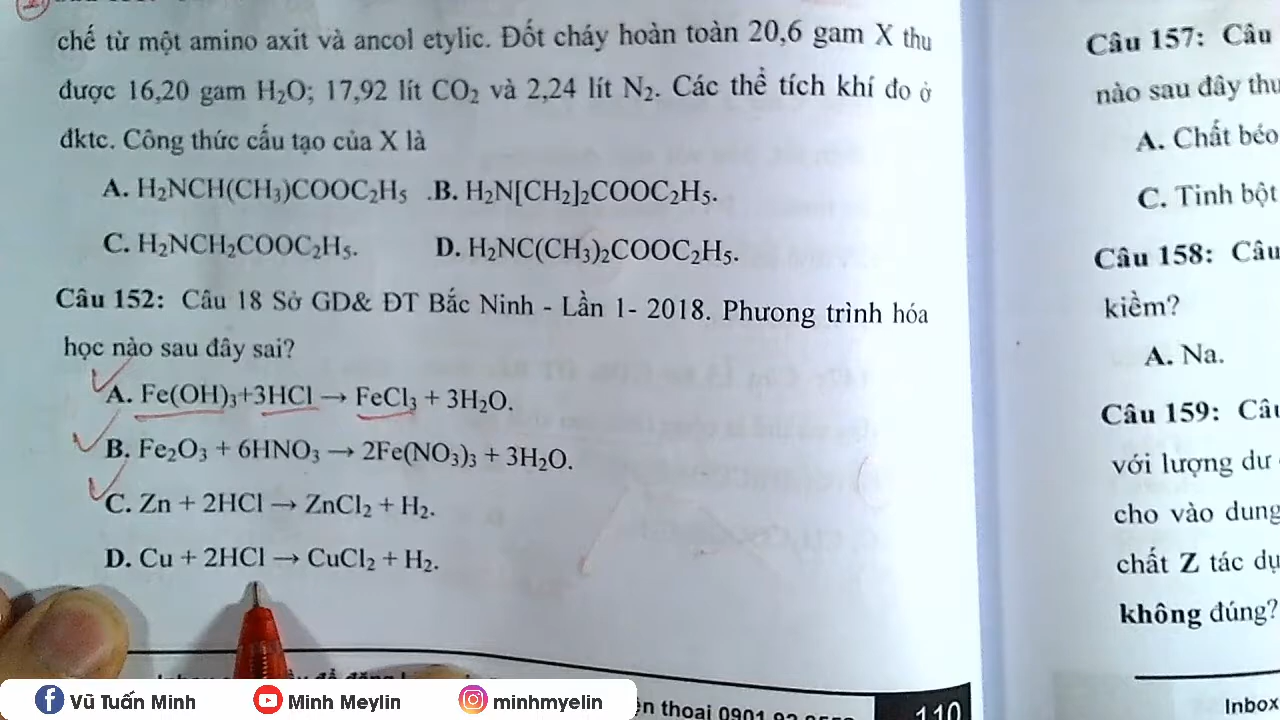 chế từ một amino axit và ancol etylic. Đốt cháy hoàn toàn 20,6 gam X thu
được 16,20 gam H₂O; 17,92 lít CO₂ và 2,24 lít N₂. Các thể tích khí đo ở
đktc. Công thức cấu tạo của X là
A. H₂NCH(CH₃)COOC₂H₅ .B. H₂N[CH₂]₂COOC₂H₅.
C. H₂NCH₂COOC₂H₅. D. H₂NC(CH₃)₂COOC₂H₅.
Câu 152: Câu 18 Sở GD& ĐT Bắc Ninh - Lần 1- 2018. Phương trình hóa
học nào sau đây sai?
A. Fe(OH)₃+3HCl → FeCl₃ + 3H₂O.
B. Fe₂O₃ + 6HNO₃ → 2Fe(NO₃)₃ + 3H₂O.
C. Zn + 2HCl → ZnCl₂ + H₂.
D. Cu + 2HCl → CuCl₂ + H₂.
thoại 0901
110
Câu 157: Câu
nào sau đây thu
A. Chất béo
C. Tinh bột
Câu 158: Câu
kiềm?
A. Na.
Câu 159: Câu
với lượng dư
cho vào dung
chất Z tác dụ
không đúng?
Inbox
Vũ Tuấn Minh Minh Meylin minhmyelin